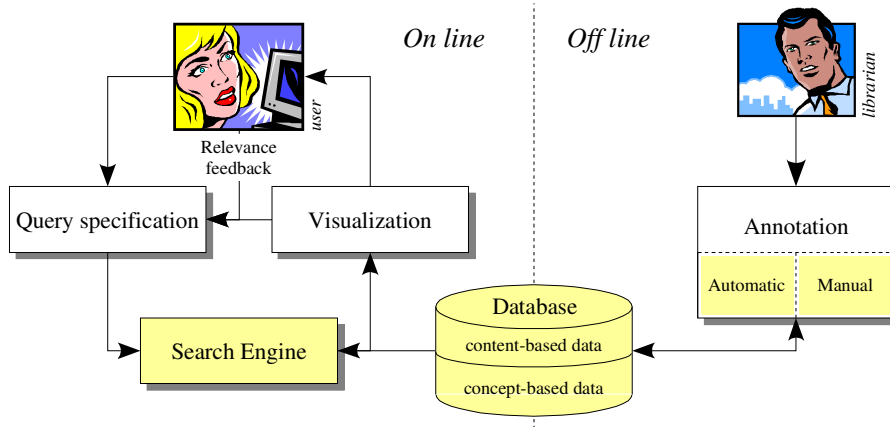 On line
Off line
user
librarian
Relevance
feedback
Query specification
Visualization
Annotation
Automatic
Manual
Database
content-based data
concept-based data
Search Engine